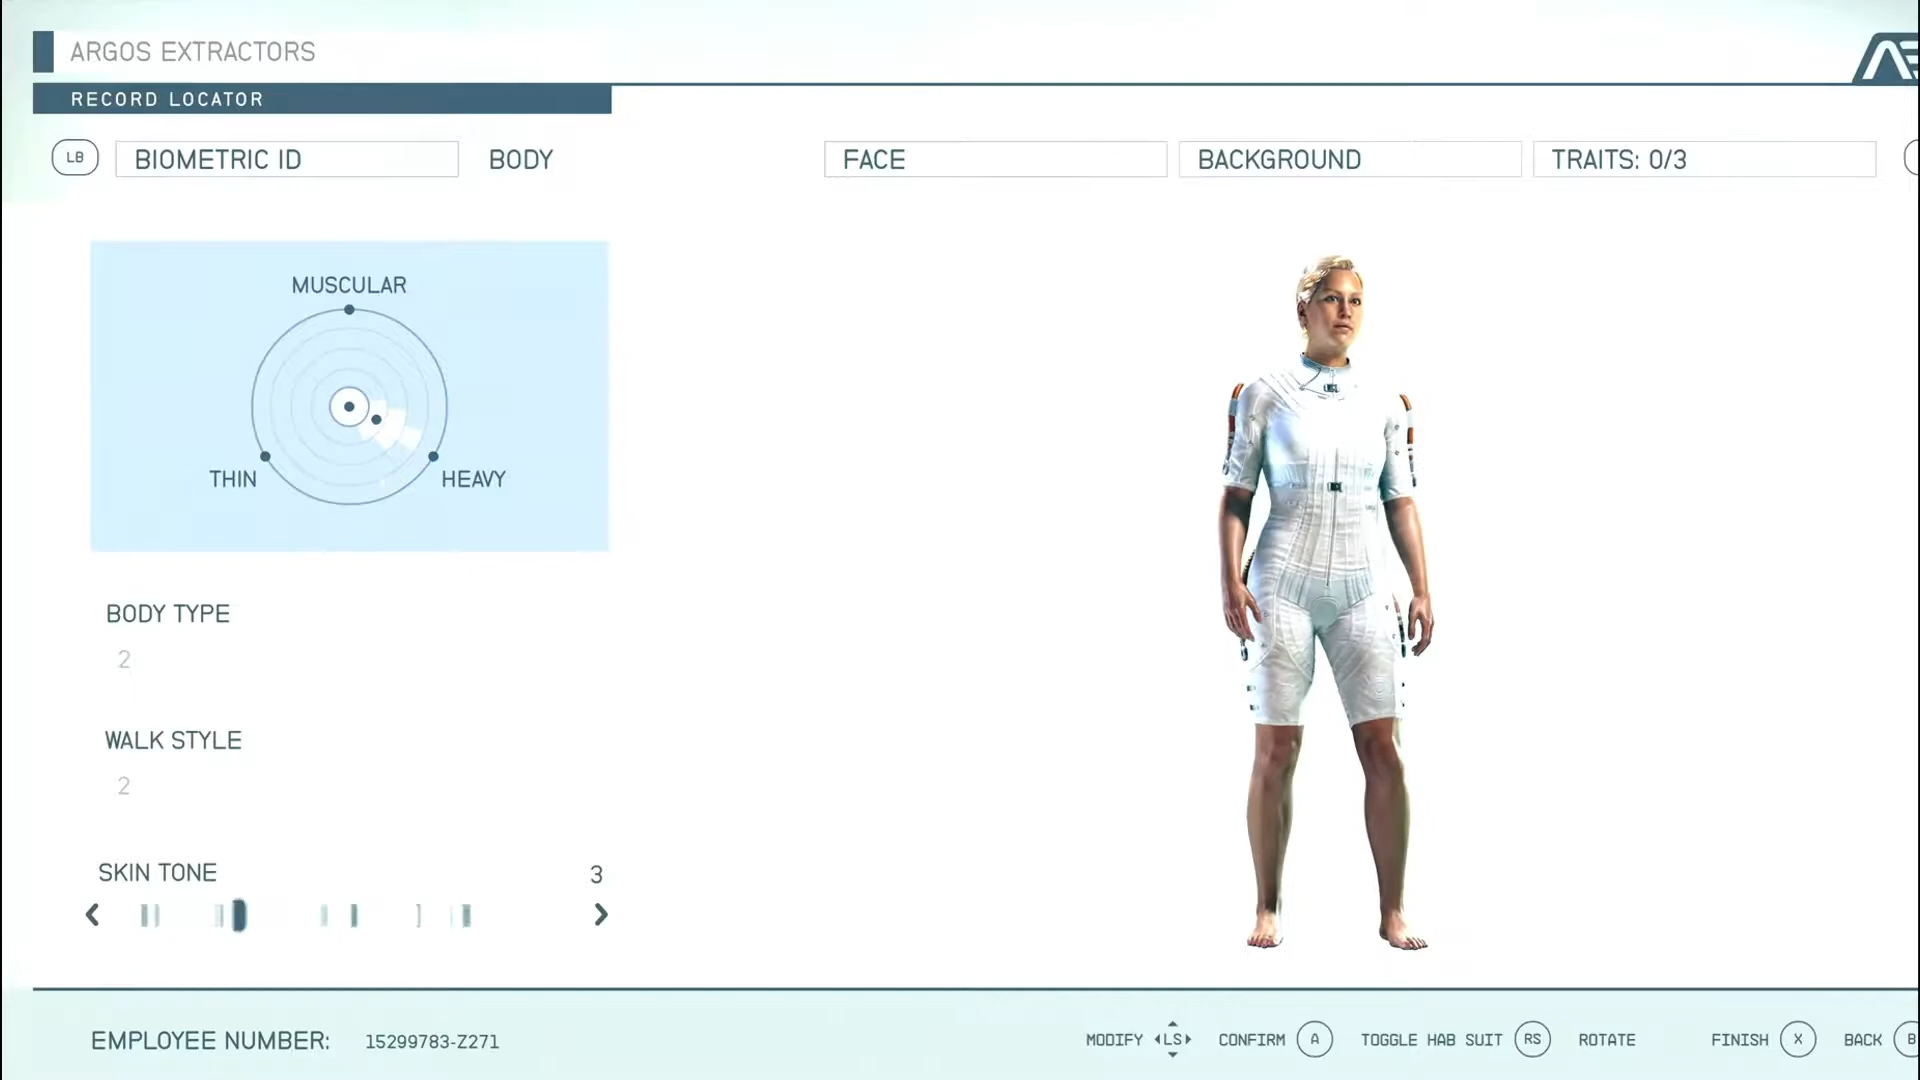 ARGOS EXTRACTORS
RECORD LOCATOR
LB BIOMETRIC ID BODY FACE BACKGROUND TRAITS: 0/3
MUSCULAR
THIN HEAVY
BODY TYPE
2
WALK STYLE
2
SKIN TONE 3
EMPLOYEE NUMBER: 15299783-Z271 MODIFY LS CONFIRM A TOGGLE HAB SUIT RS ROTATE FINISH X BACK B